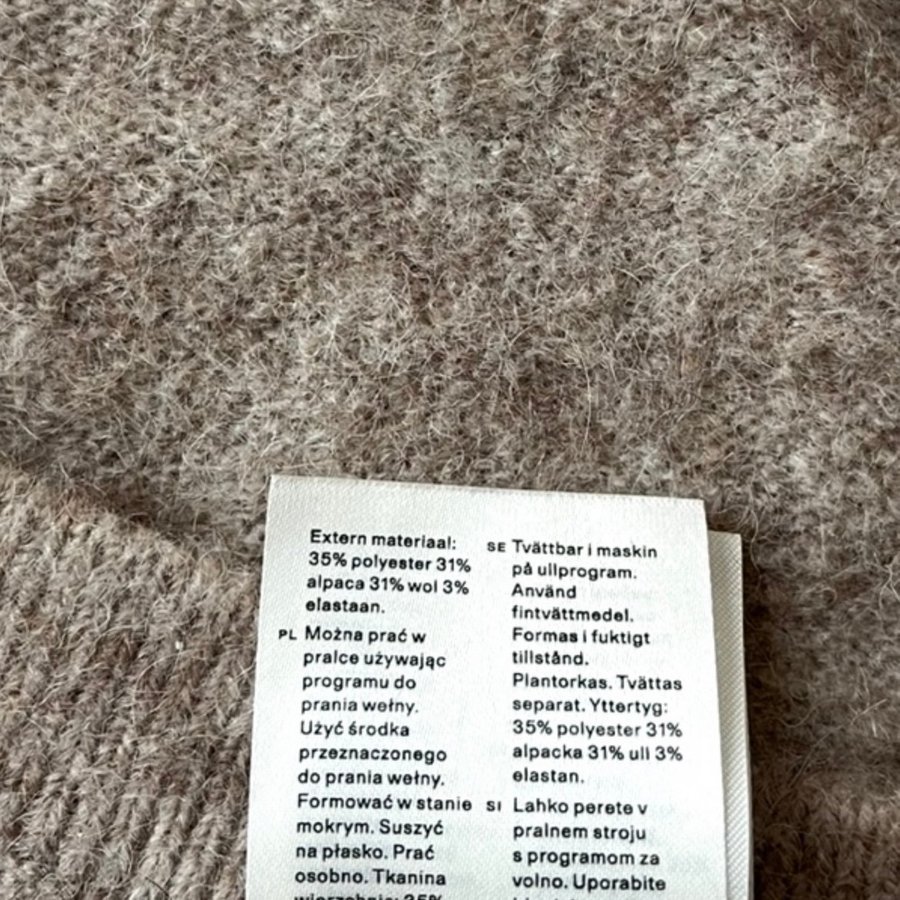 Extern materiaal:
35% polyester 31%
alpaca 31% wol 3%
elastaan.
PL Można prać w
pralce używając
programu do
prania wełny.
Użyć środka
przeznaczonego
do prania wełny.
Formować w stanie
mokrym. Suszyć
na płasko. Prać
osobno. Tkanina
wierzchnia: 35%
SE Tvättbar i maskin
på ullprogram.
Använd
fintvättmedel.
Formas i fuktigt
tillstånd.
Plantorkas. Tvättas
separat. Yttertyg:
35% polyester 31%
alpacka 31% ull 3%
elastan.
SI Lahko perete v
pralnem stroju
s programom za
volno. Uporabite